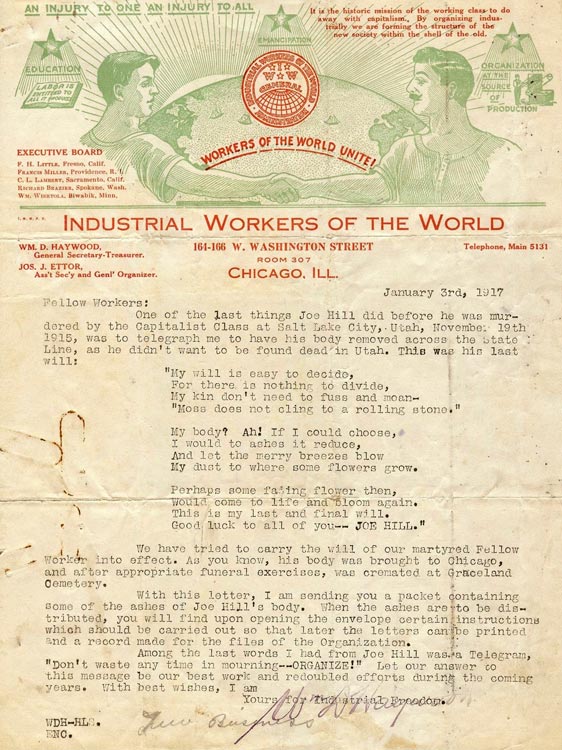 AN INJURY TO ONE AN INJURY TO ALL
It is the historic mission of the working class to do
away with capitalism. By organizing indus-
trially we are forming the structure of the
new society within the shell of the old.
EMANCIPATION
EDUCATION
LABOR IS
ENTITLED TO
ALL IT PRODUCES
ORGANIZATION
AT THE
SOURCE
OF
PRODUCTION
INDUSTRIAL WORKERS OF THE WORLD
I W W
GENERAL
WORKERS OF THE WORLD UNITE!
EXECUTIVE BOARD
F. H. LITTLE, Fresno, Calif.
FRANCIS MILLER, Providence, R. I.
C. L. LAMBERT, Sacramento, Calif.
RICHARD BRAZIER, Spokane, Wash.
WM. WIERTOLA, Biwabik, Minn.
INDUSTRIAL WORKERS OF THE WORLD
WM. D. HAYWOOD,
General Secretary-Treasurer.
JOS. J. ETTOR,
Ass't Sec'y and Genl' Organizer.
164-166 W. WASHINGTON STREET
ROOM 307
CHICAGO, ILL.
Telephone, Main 5131
January 3rd, 1917
Fellow Workers:
One of the last things Joe Hill did before he was mur-
dered by the Capitalist Class at Salt Lake City, Utah, November 19th
1915, was to telegraph me to have his body removed across the State
Line, as he didn't want to be found dead in Utah. This was his last
will:
"My will is easy to decide,
For there is nothing to divide,
My kin don't need to fuss and moan-
"Moss does not cling to a rolling stone."
My body? Ah! If I could choose,
I would to ashes it reduce,
And let the merry breezes blow
My dust to where some flowers grow.
Perhaps some fading flower then,
Would come to life and bloom again.
This is my last and final will.
Good luck to all of you-- JOE HILL."
We have tried to carry the will of our martyred Fellow
Worker into effect. As you know, his body was brought to Chicago,
and after appropriate funeral exercises, was cremated at Graceland
Cemetery.
With this letter, I am sending you a packet containing
some of the ashes of Joe Hill's body. When the ashes are to be dis-
tributed, you will find upon opening the envelope certain instructions
which should be carried out so that later the letters can be printed
and a record made for the files of the Organization.
Among the last words I had from Joe Hill was a Telegram,
"Don't waste any time in mourning--ORGANIZE!" Let our answer to
this message be our best work and redoubled efforts during the coming
years. With best wishes, I am
Yours for Industrial Freedom.
Wm D Haywood
WDH-HLS.
ENC.
New Business